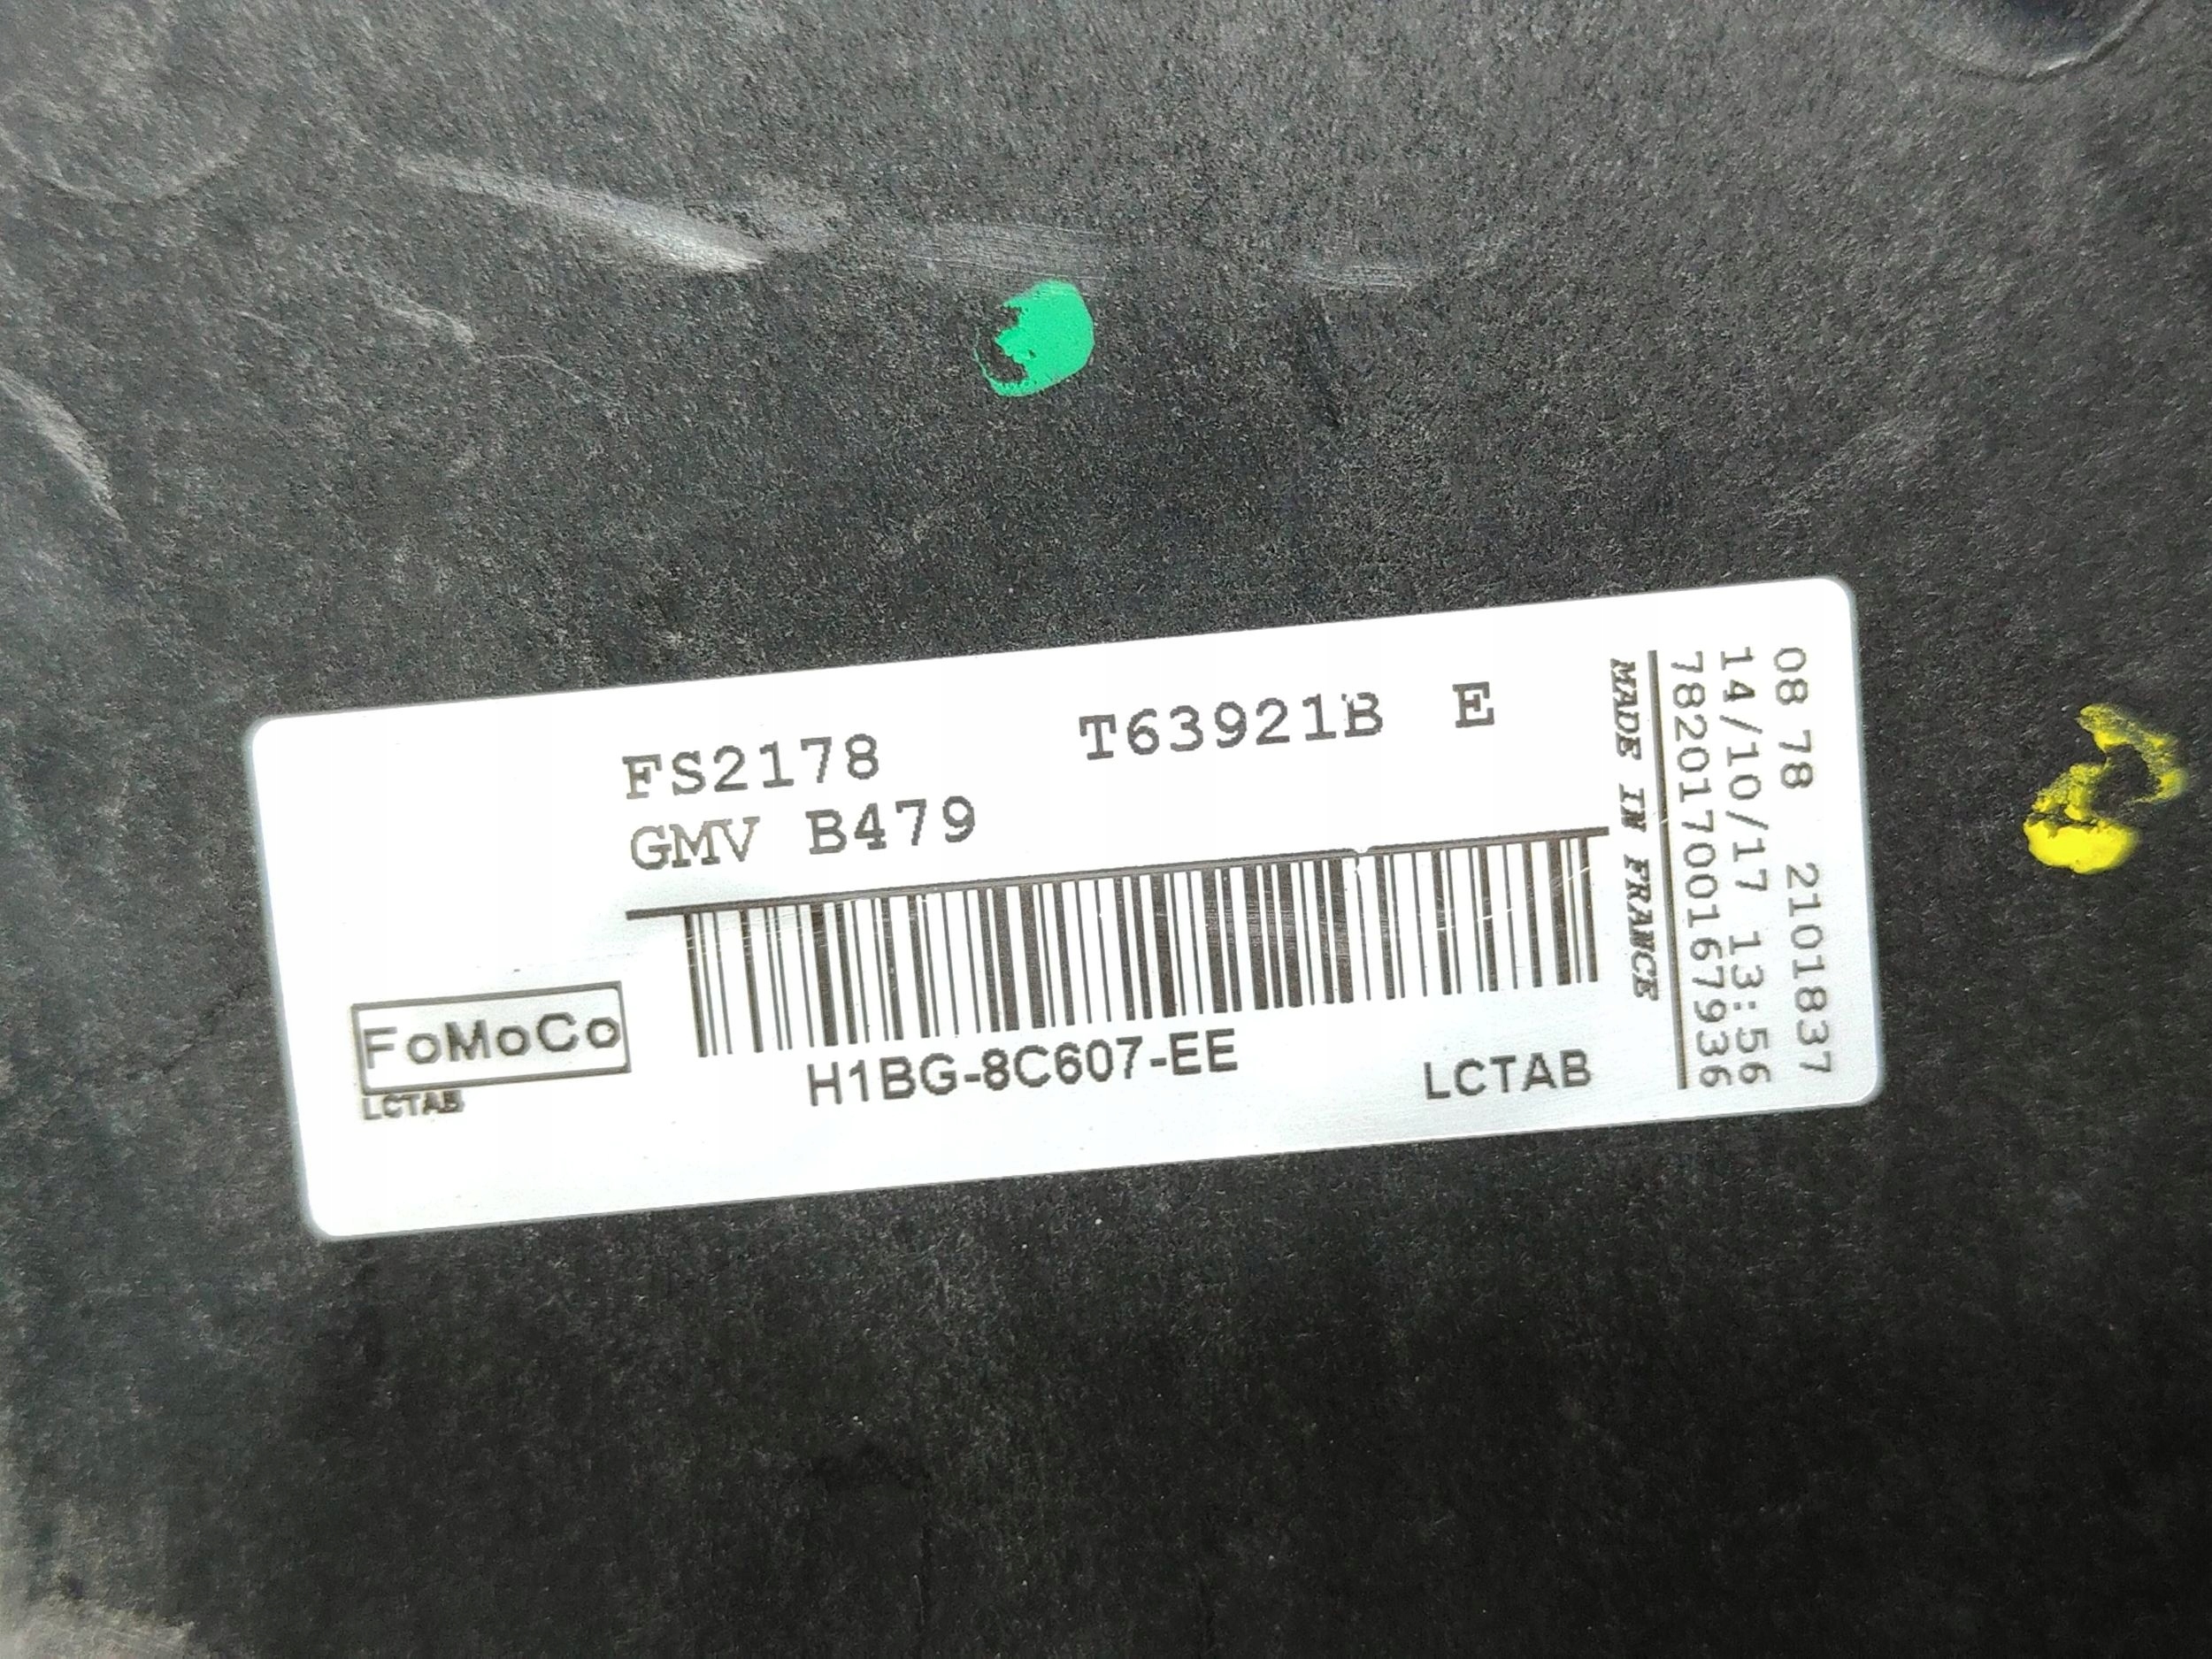 FS2178 T63921B E
GMV B479
FoMoCo
LCTAB
H1BG-8C607-EE LCTAB
MADE IN FRANCE
78201700167936
14/10/17 13:56
08 78 2101837